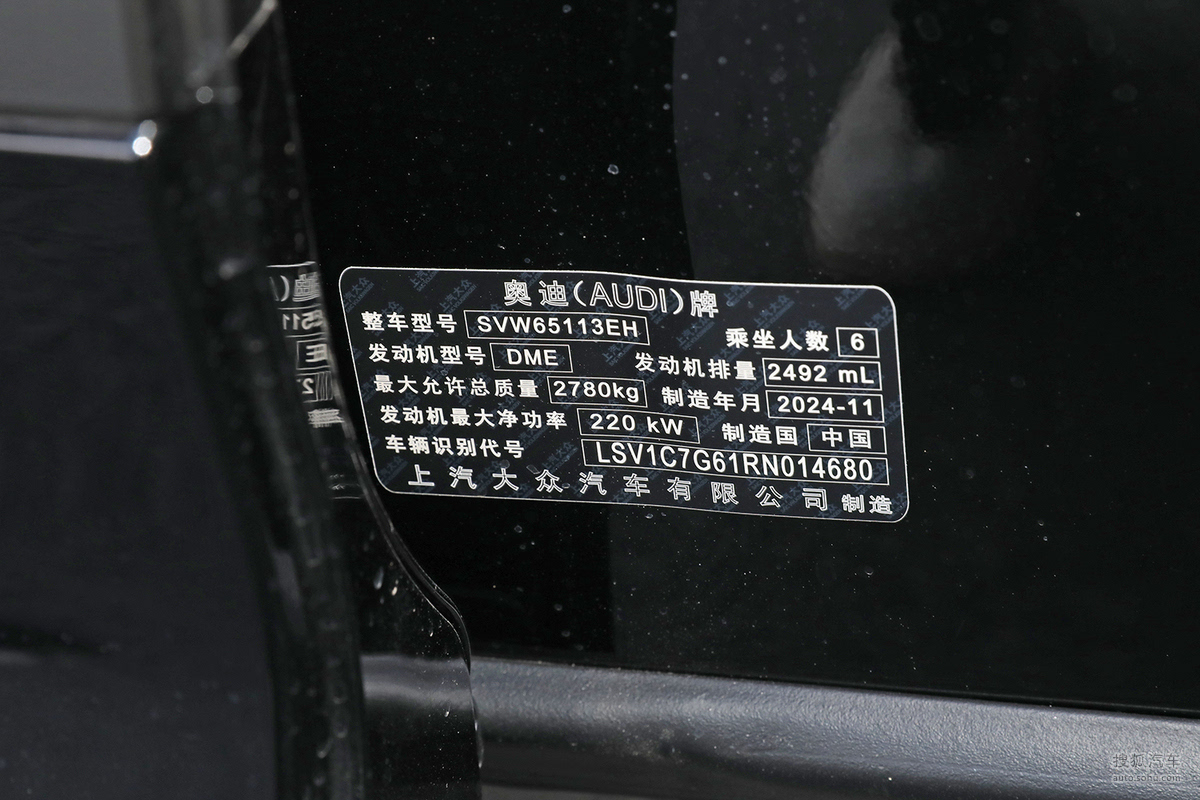 奥迪(AUDI)牌
整车型号 SVW65113EH 乘坐人数 6
发动机型号 DME 发动机排量 2492 mL
最大允许总质量 2780kg 制造年月 2024-11
发动机最大净功率 220 kW 制造国 中国
车辆识别代号 LSV1C7G61RN014680
上汽大众汽车有限公司 制造
搜狐汽车
auto.sohu.com